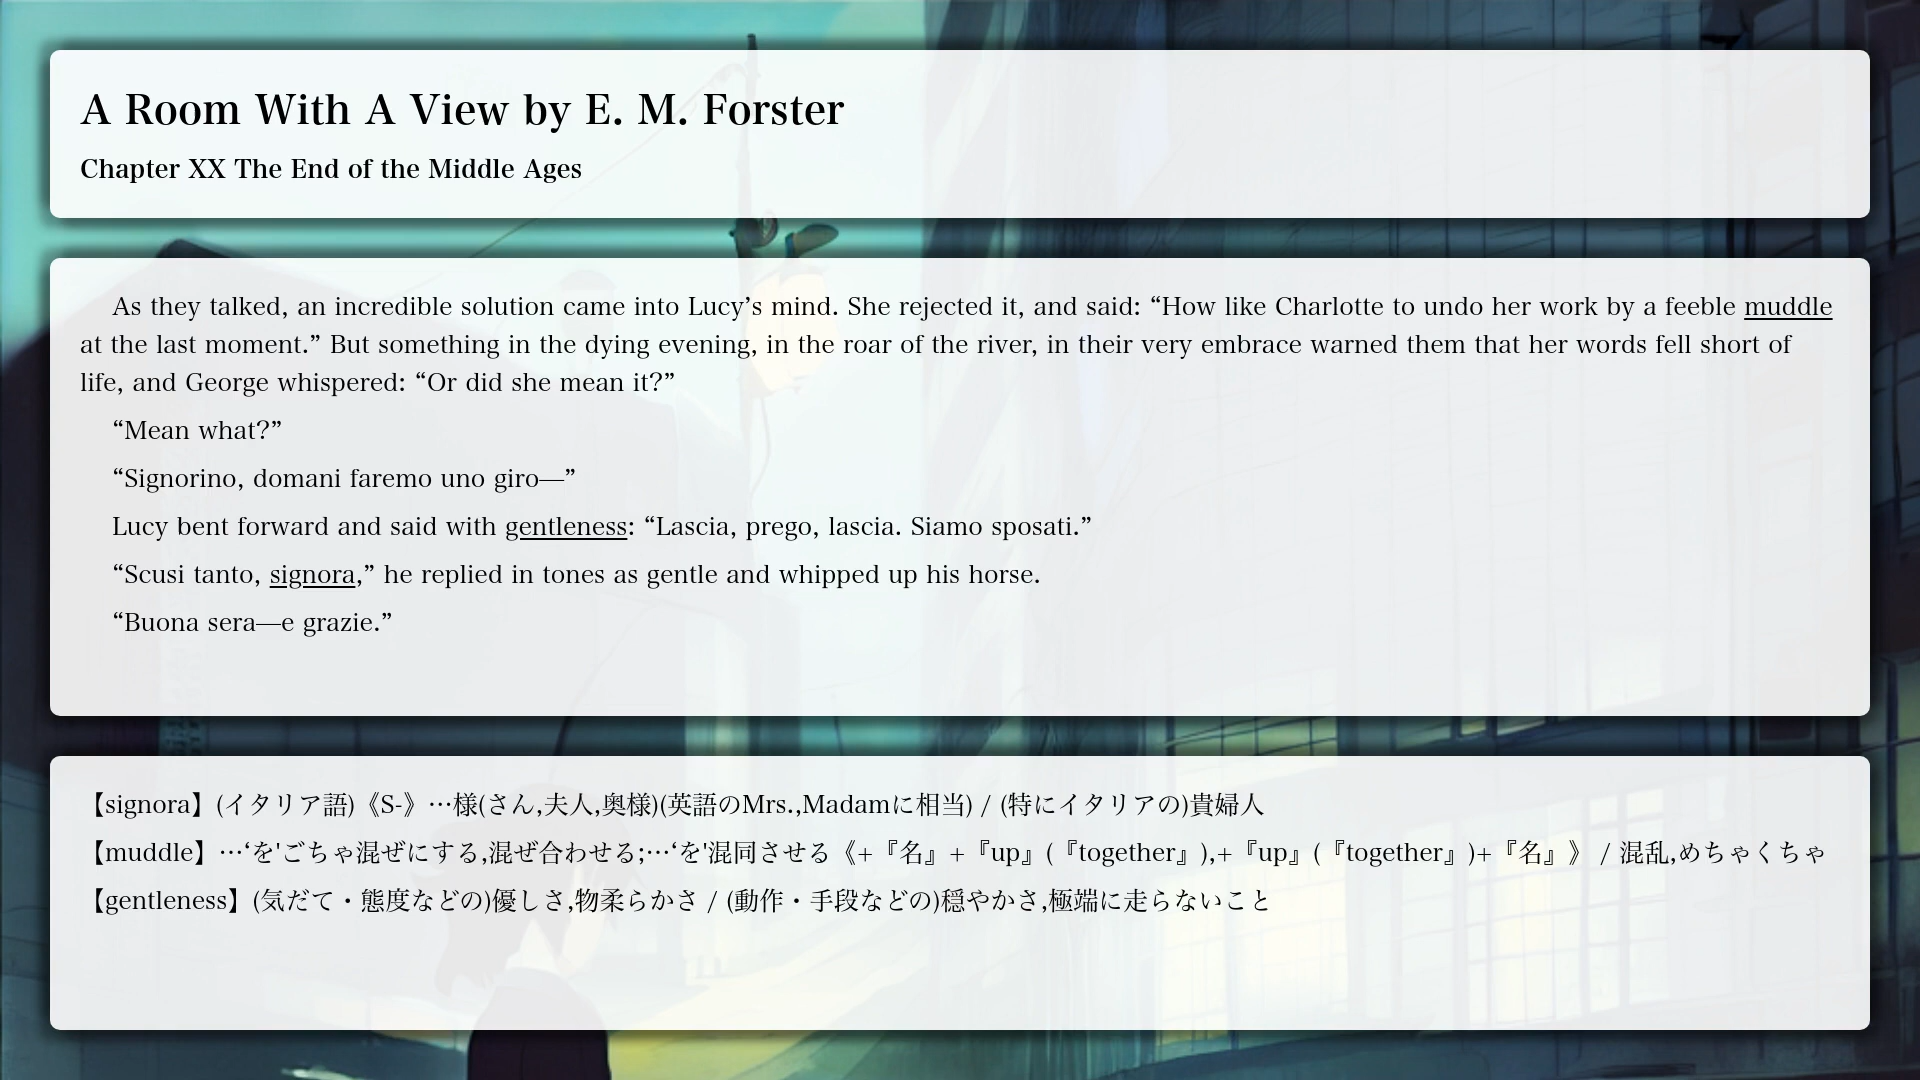 A Room With A View by E. M. Forster
Chapter XX The End of the Middle Ages
As they talked, an incredible solution came into Lucy’s mind. She rejected it, and said: “How like Charlotte to undo her work by a feeble muddle
at the last moment.” But something in the dying evening, in the roar of the river, in their very embrace warned them that her words fell short of
life, and George whispered: “Or did she mean it?”
“Mean what?”
“Signorino, domani faremo uno giro—”
Lucy bent forward and said with gentleness: “Lascia, prego, lascia. Siamo sposati.”
“Scusi tanto, signora,” he replied in tones as gentle and whipped up his horse.
“Buona sera—e grazie.”
【signora】(イタリア語)《S-》…様(さん,夫人,奥様)(英語のMrs.,Madamに相当) / (特にイタリアの)貴婦人
【muddle】…‘を'ごちゃ混ぜにする,混ぜ合わせる;…‘を'混同させる《+『名』+『up』(『together』),+『up』(『together』)+『名』》 / 混乱,めちゃくちゃ
【gentleness】(気だて・態度などの)優しさ,物柔らかさ / (動作・手段などの)穏やかさ,極端に走らないこと